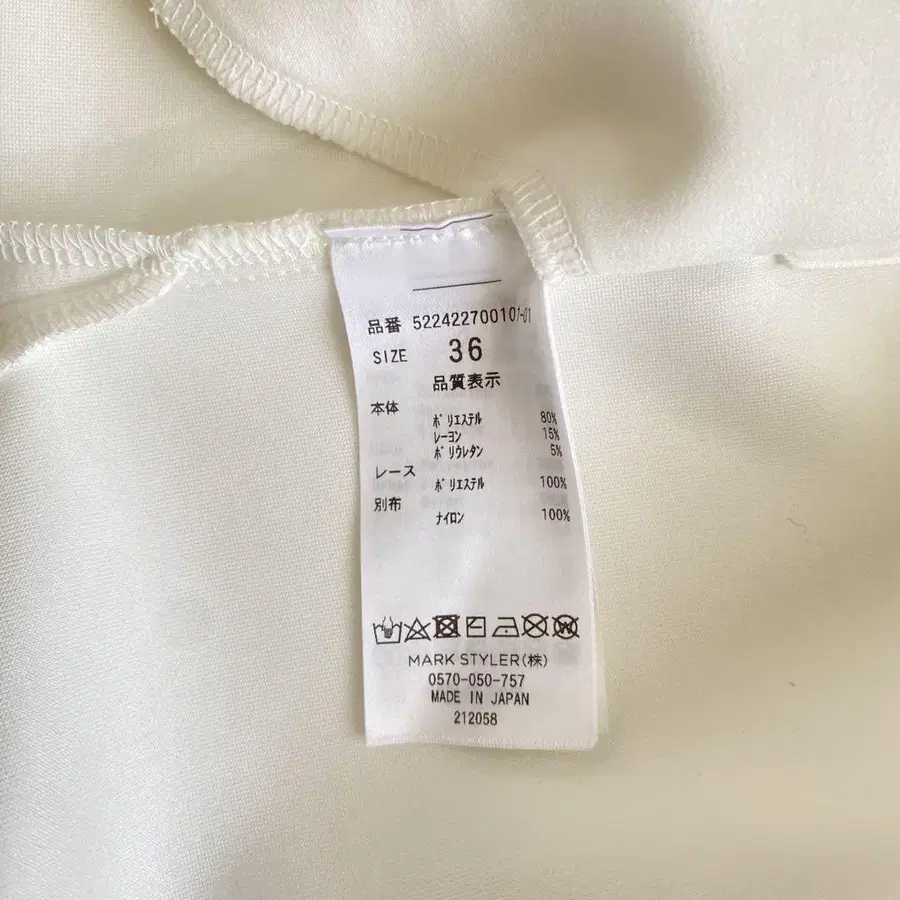 品番 522422700101-01
SIZE 36
品質表示
本体
ポリエステル 80%
レーヨン 15%
ポリウレタン 5%
レース
ポリエステル 100%
別布
ナイロン 100%
MARK STYLER(株)
0570-050-757
MADE IN JAPAN
212058